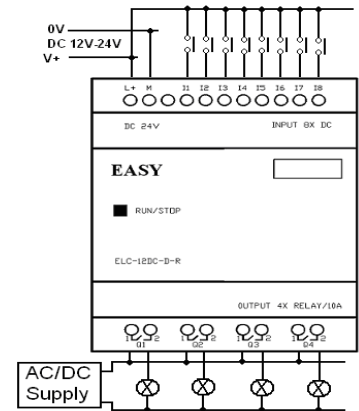 0V
DC 12V-24V
V+
L+ M I1 I2 I3 I4 I5 I6 I7 I8
DC 24V INPUT 8X DC
EASY
RUN/STOP
ELC-12DC-D-R
OUTPUT 4X RELAY/10A
1 2 1 2 1 2 1 2
Q1 Q2 Q3 Q4
AC/DC
Supply